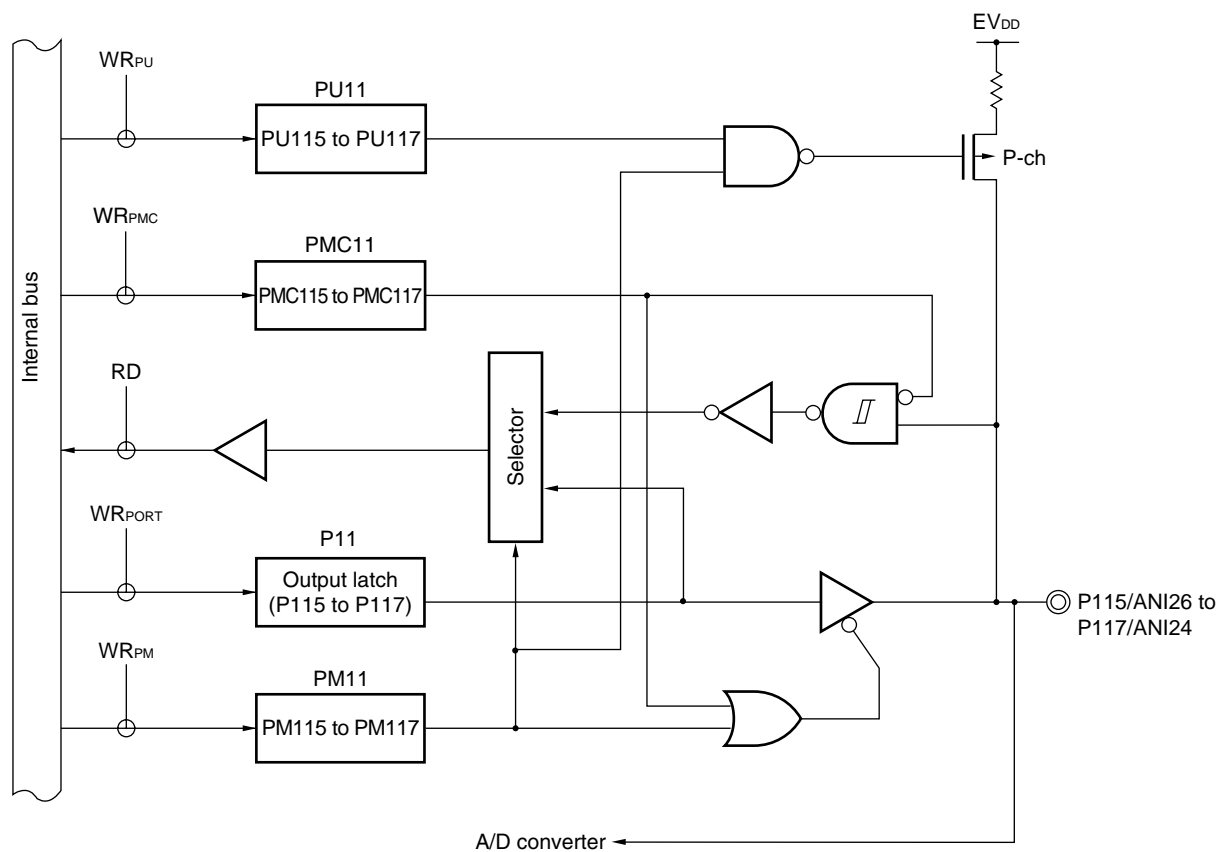 EVDD
WRPU
PU11
PU115 to PU117
P-ch
WRPMC
PMC11
PMC115 to PMC117
Internal bus
RD
Selector
WRPORT
P11
Output latch
(P115 to P117)
P115/ANI26 to
P117/ANI24
WRPM
PM11
PM115 to PM117
A/D converter